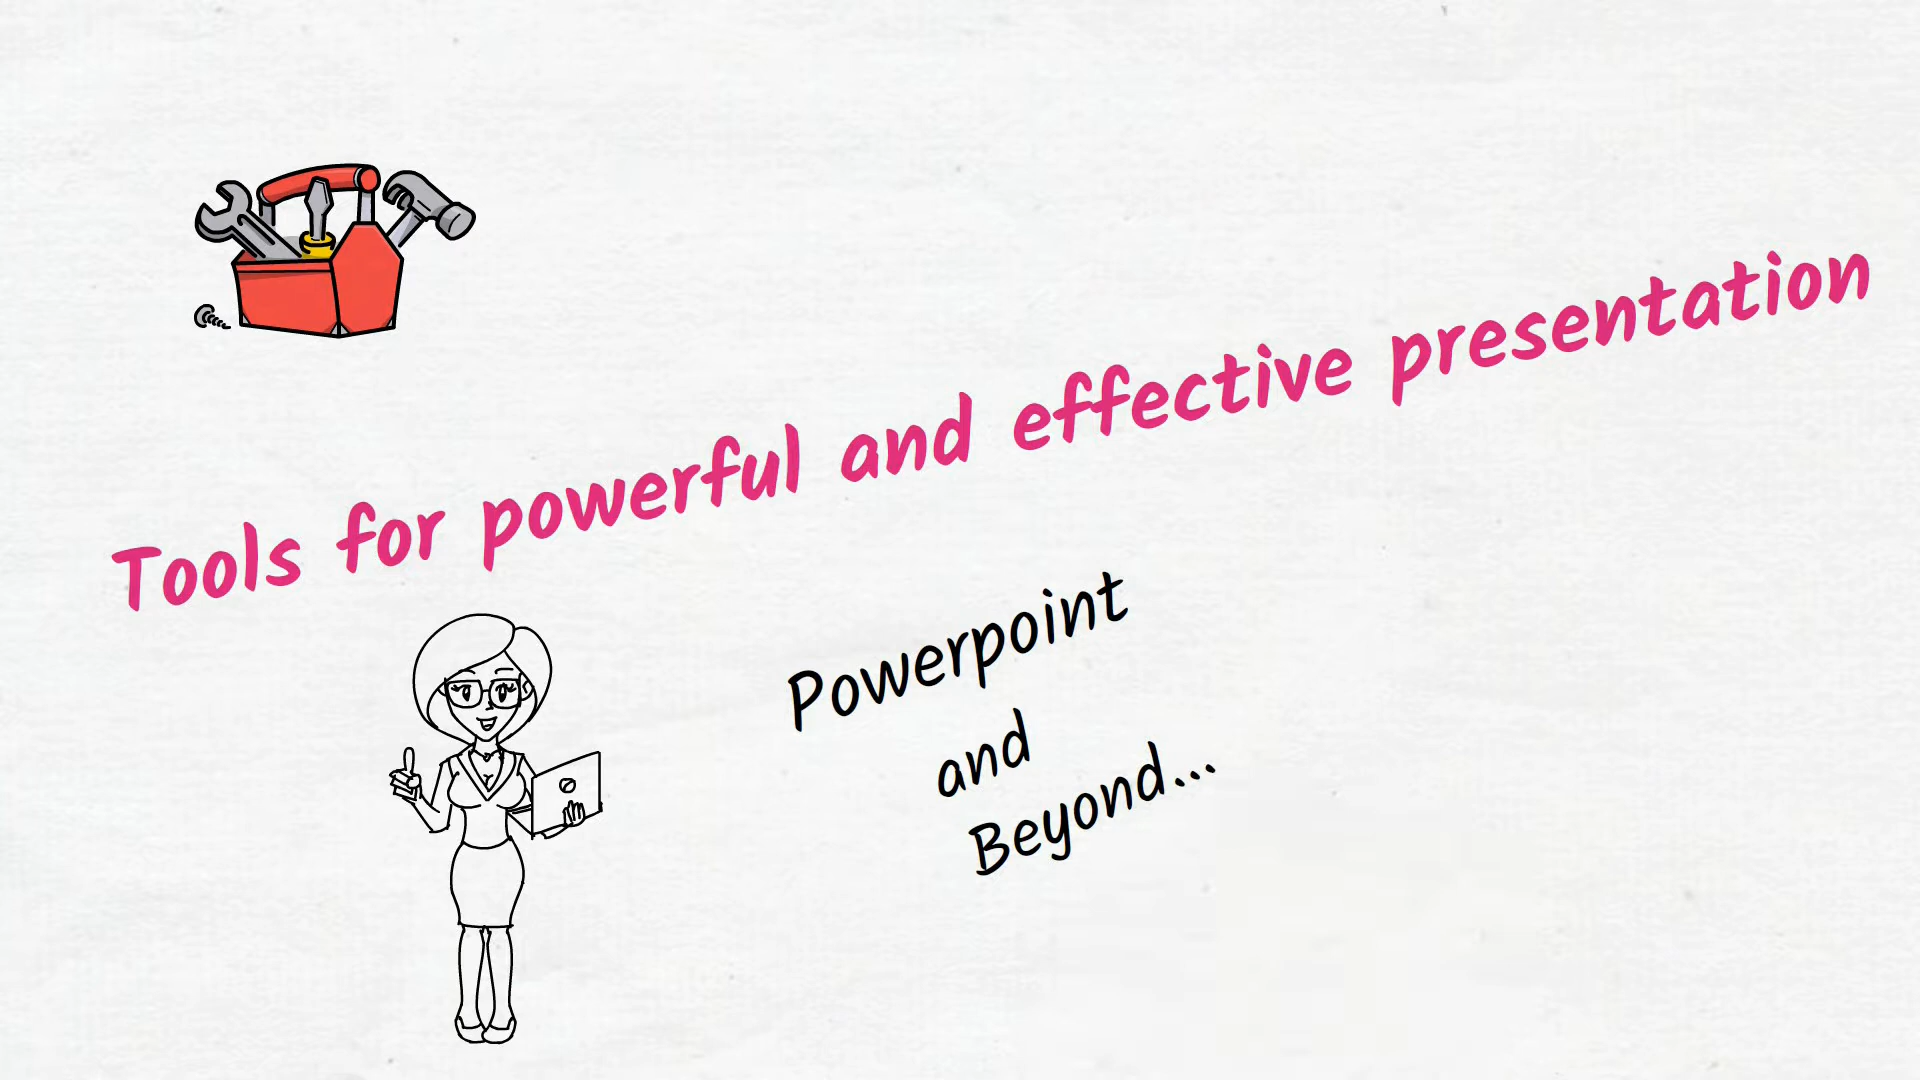 Tools for powerful and effective presentation
Powerpoint
and
Beyond...